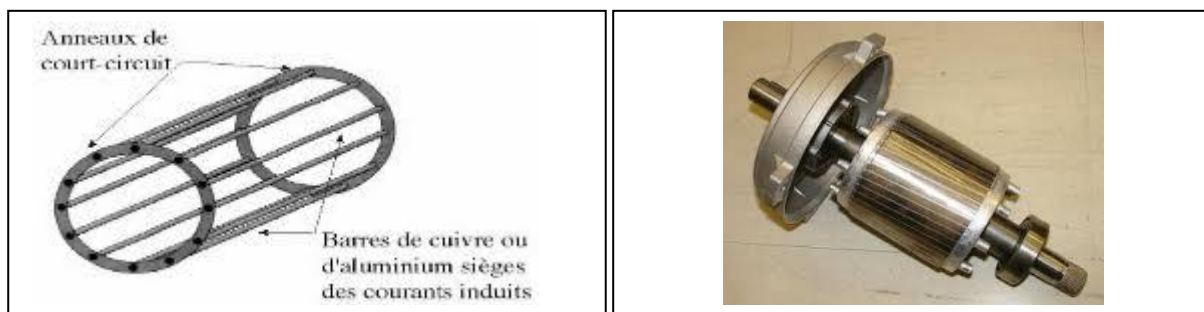 Anneaux de
court-circuit
Barres de cuivre ou
d'aluminium sièges
des courants induits